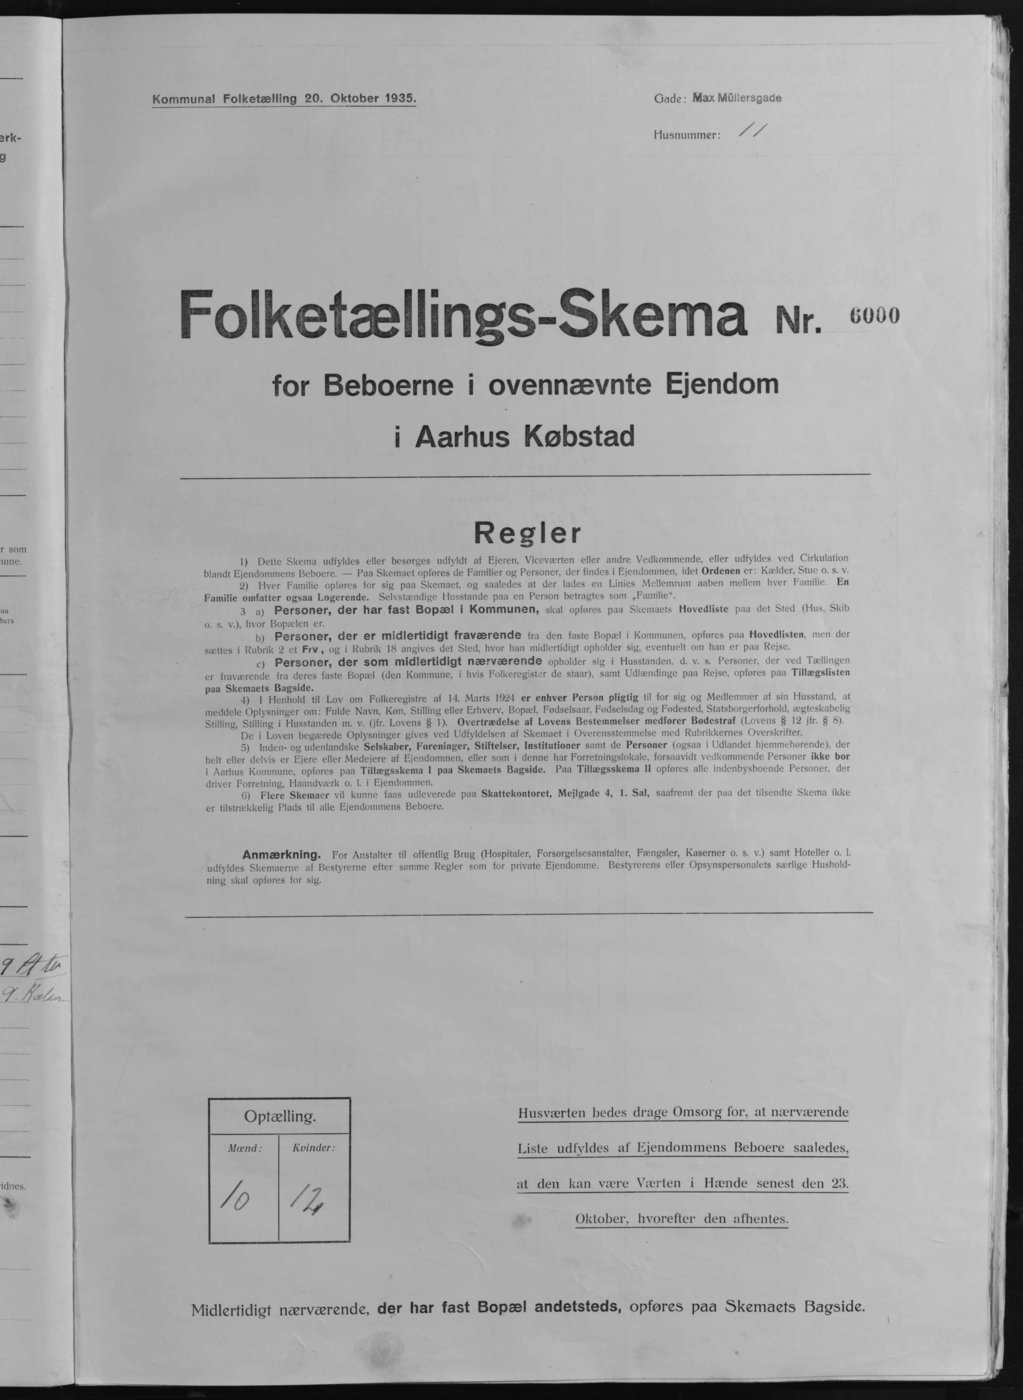 Kommunal Folketælling 20. Oktober 1935.
Gade: Max Müllersgade
Husnummer: 11
Folketællings-Skema Nr. 6000
for Beboerne i ovennævnte Ejendom
i Aarhus Købstad
Regler
1) Dette Skema udfyldes eller besørges udfyldt af Ejeren, Viceværten eller andre Vedkommende, eller udfyldes ved Cirkulation
blandt Ejendommens Beboere. — Paa Skemaet opføres de Familier og Personer, der findes i Ejendommen, idet Ordenen er: Kælder, Stue o. s. v.
2) Hver Familie opføres for sig paa Skemaet, og saaledes at der lades en Linies Mellemrum aaben mellem hver Familie. En
Familie omfatter ogsaa Logerende. Selvstændige Husstande paa en Person betragtes som „Familie“.
3 a) Personer, der har fast Bopæl i Kommunen, skal opføres paa Skemaets Hovedliste paa det Sted (Hus, Skib
o. s. v.), hvor Bopælen er.
b) Personer, der er midlertidigt fraværende fra den faste Bopæl i Kommunen, opføres paa Hovedlisten, men der
sættes i Rubrik 2 et Frv, og i Rubrik 18 angives det Sted, hvor han midlertidigt opholder sig, eventuelt om han er paa Rejse.
c) Personer, der som midlertidigt nærværende opholder sig i Husstanden, d. v. s. Personer, der ved Tællingen
er fraværende fra deres faste Bopæl (den Kommune, i hvis Folkeregister de staar), samt Udlændinge paa Rejse, opføres paa Tillægslisten
paa Skemaets Bagside.
4) I Henhold til Lov om Folkeregistre af 14. Marts 1924 er enhver Person pligtig til for sig og Medlemmer af sin Husstand, at
meddele Oplysninger om: Fulde Navn, Køn, Stilling eller Erhverv, Bopæl, Fødselsaar, Fødselsdag og Fødested, Statsborgerforhold, ægteskabelig
Stilling, Stilling i Husstanden m. v. (jfr. Lovens § 1). Overtrædelse af Lovens Bestemmelser medfører Bødestraf (Lovens § 12 jfr. § 8).
De i Loven begærede Oplysninger gives ved Udfyldelsen af Skemaet i Overensstemmelse med Rubrikkernes Overskrifter.
5) Inden- og udenlandske Selskaber, Foreninger, Stiftelser, Institutioner samt de Personer (ogsaa i Udlandet hjemmehørende), der
helt eller delvis er Ejere eller Medejere af Ejendommen, eller som i denne har Forretningslokale, forsaavidt vedkommende Personer ikke bor
i Aarhus Kommune, opføres paa Tillægsskema I paa Skemaets Bagside. Paa Tillægsskema II opføres alle indenbysboende Personer, der
driver Forretning, Haandværk o. l. i Ejendommen.
6) Flere Skemaer vil kunne faas udleverede paa Skattekontoret, Mejlgade 4, 1. Sal, saafremt der paa det tilsendte Skema ikke
er tilstrækkelig Plads til alle Ejendommens Beboere.
Anmærkning. For Anstalter til offentlig Brug (Hospitaler, Forsørgelsesanstalter, Fængsler, Kaserner o. s. v.) samt Hoteller o. l.
udfyldes Skemaerne af Bestyrerne efter samme Regler som for private Ejendomme. Bestyrerens eller Opsynspersonalets særlige Hushold-
ning skal opføres for sig.
Optælling.
Mænd: Kvinder:
10 12
Husværten bedes drage Omsorg for, at nærværende
Liste udfyldes af Ejendommens Beboere saaledes,
at den kan være Værten i Hænde senest den 23.
Oktober, hvorefter den afhentes.
Midlertidigt nærværende, der har fast Bopæl andetsteds, opføres paa Skemaets Bagside.